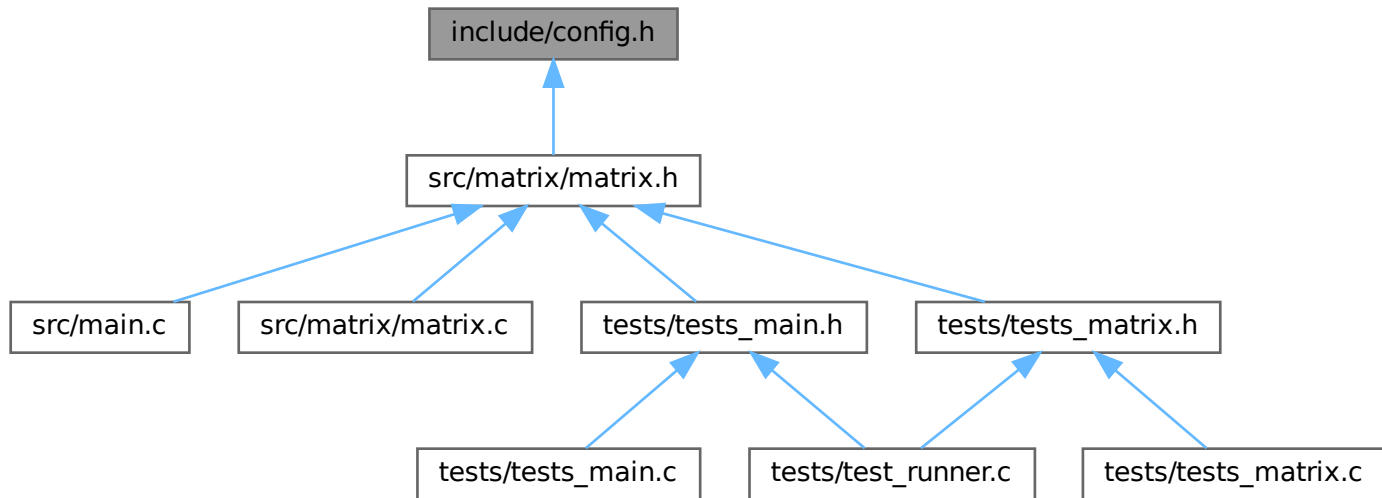 include/config.h
src/matrix/matrix.h
src/main.c
src/matrix/matrix.c
tests/tests_main.h
tests/tests_matrix.h
tests/tests_main.c
tests/test_runner.c
tests/tests_matrix.c